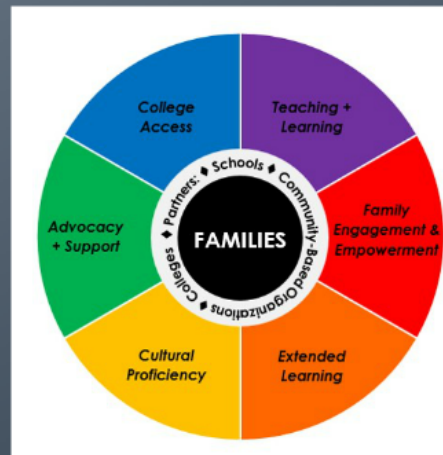 College
Access
Teaching +
Learning
Family
Engagement &
Empowerment
Extended
Learning
Cultural
Proficiency
Advocacy
+ Support
Partners: ♦ Schools ♦ Community-Based Organizations ♦ Colleges ♦
FAMILIES